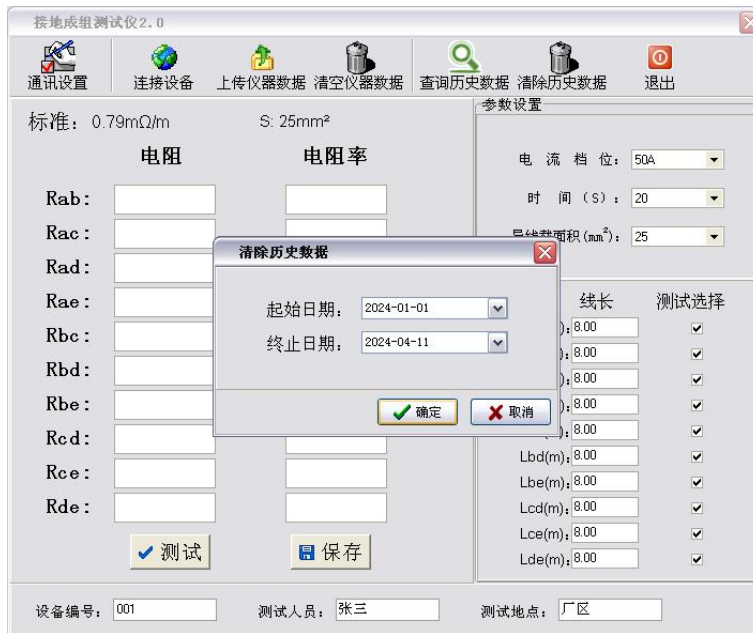 接地成组测试仪2.0
通讯设置 连接设备 上传仪器数据 清空仪器数据 查询历史数据 清除历史数据 退出
标准: 0.79mΩ/m S: 25mm²
参数设置
电阻 电阻率
电 流 档 位: 50A
时 间 (S): 20
面积(mm²): 25
Rab:
Rac:
Rad:
Rae:
Rbc:
Rbd:
Rbe:
Rcd:
Rce:
Rde:
测试 保存
清除历史数据
起始日期: 2024-01-01
终止日期: 2024-04-11
确定 取消
线长 测试选择
): 8.00
): 8.00
): 8.00
): 8.00
): 8.00
Lbd(m): 8.00
Lbe(m): 8.00
Lcd(m): 8.00
Lce(m): 8.00
Lde(m): 8.00
设备编号: 001 测试人员: 张三 测试地点: 厂区